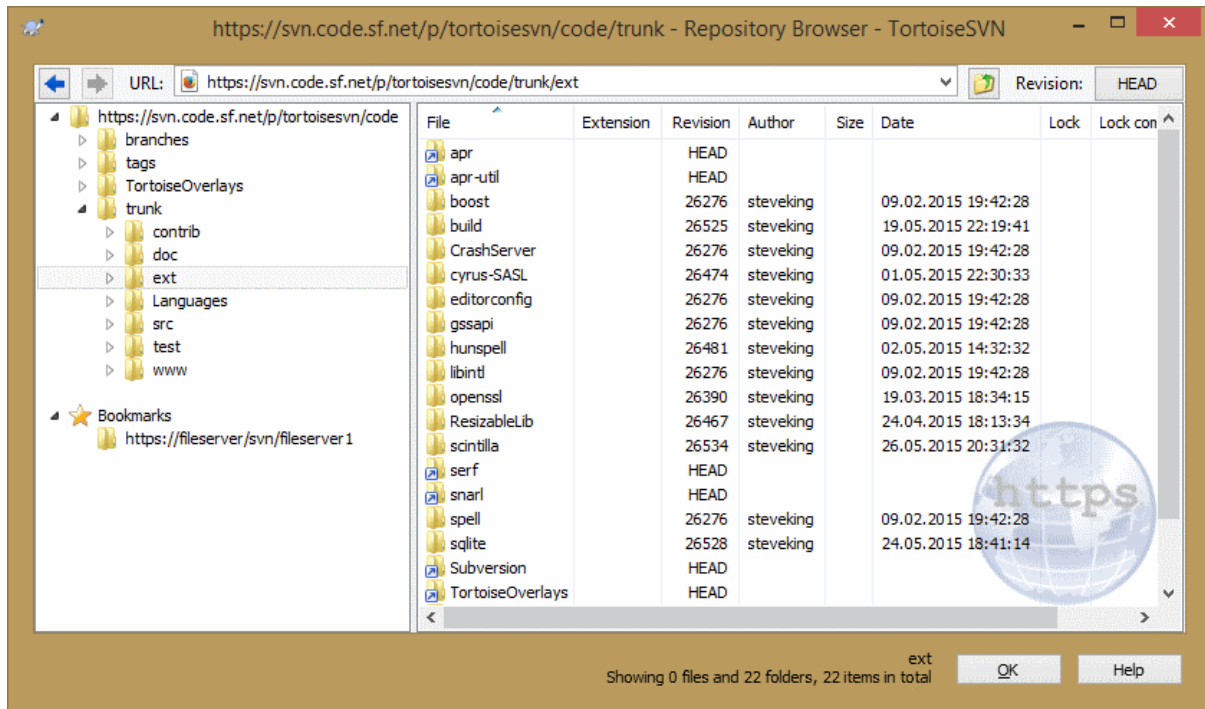 https://svn.code.sf.net/p/tortoisesvn/code/trunk - Repository Browser - TortoiseSVN
URL: https://svn.code.sf.net/p/tortoisesvn/code/trunk/ext Revision: HEAD
https://svn.code.sf.net/p/tortoisesvn/code
branches
tags
TortoiseOverlays
trunk
contrib
doc
ext
Languages
src
test
www
Bookmarks
https://fileserver/svn/fileserver1
File Extension Revision Author Size Date Lock Lock com
apr HEAD
apr-util HEAD
boost 26276 steveking 09.02.2015 19:42:28
build 26525 steveking 19.05.2015 22:19:41
CrashServer 26276 steveking 09.02.2015 19:42:28
cyrus-SASL 26474 steveking 01.05.2015 22:30:33
editorconfig 26276 steveking 09.02.2015 19:42:28
gssapi 26276 steveking 09.02.2015 19:42:28
hunspell 26481 steveking 02.05.2015 14:32:32
libintl 26276 steveking 09.02.2015 19:42:28
openssl 26390 steveking 19.03.2015 18:34:15
ResizableLib 26467 steveking 24.04.2015 18:13:34
scintilla 26534 steveking 26.05.2015 20:31:32
serf HEAD
snarl HEAD
spell 26276 steveking 09.02.2015 19:42:28
sqlite 26528 steveking 24.05.2015 18:41:14
Subversion HEAD
TortoiseOverlays HEAD
https
ext
Showing 0 files and 22 folders, 22 items in total
OK Help